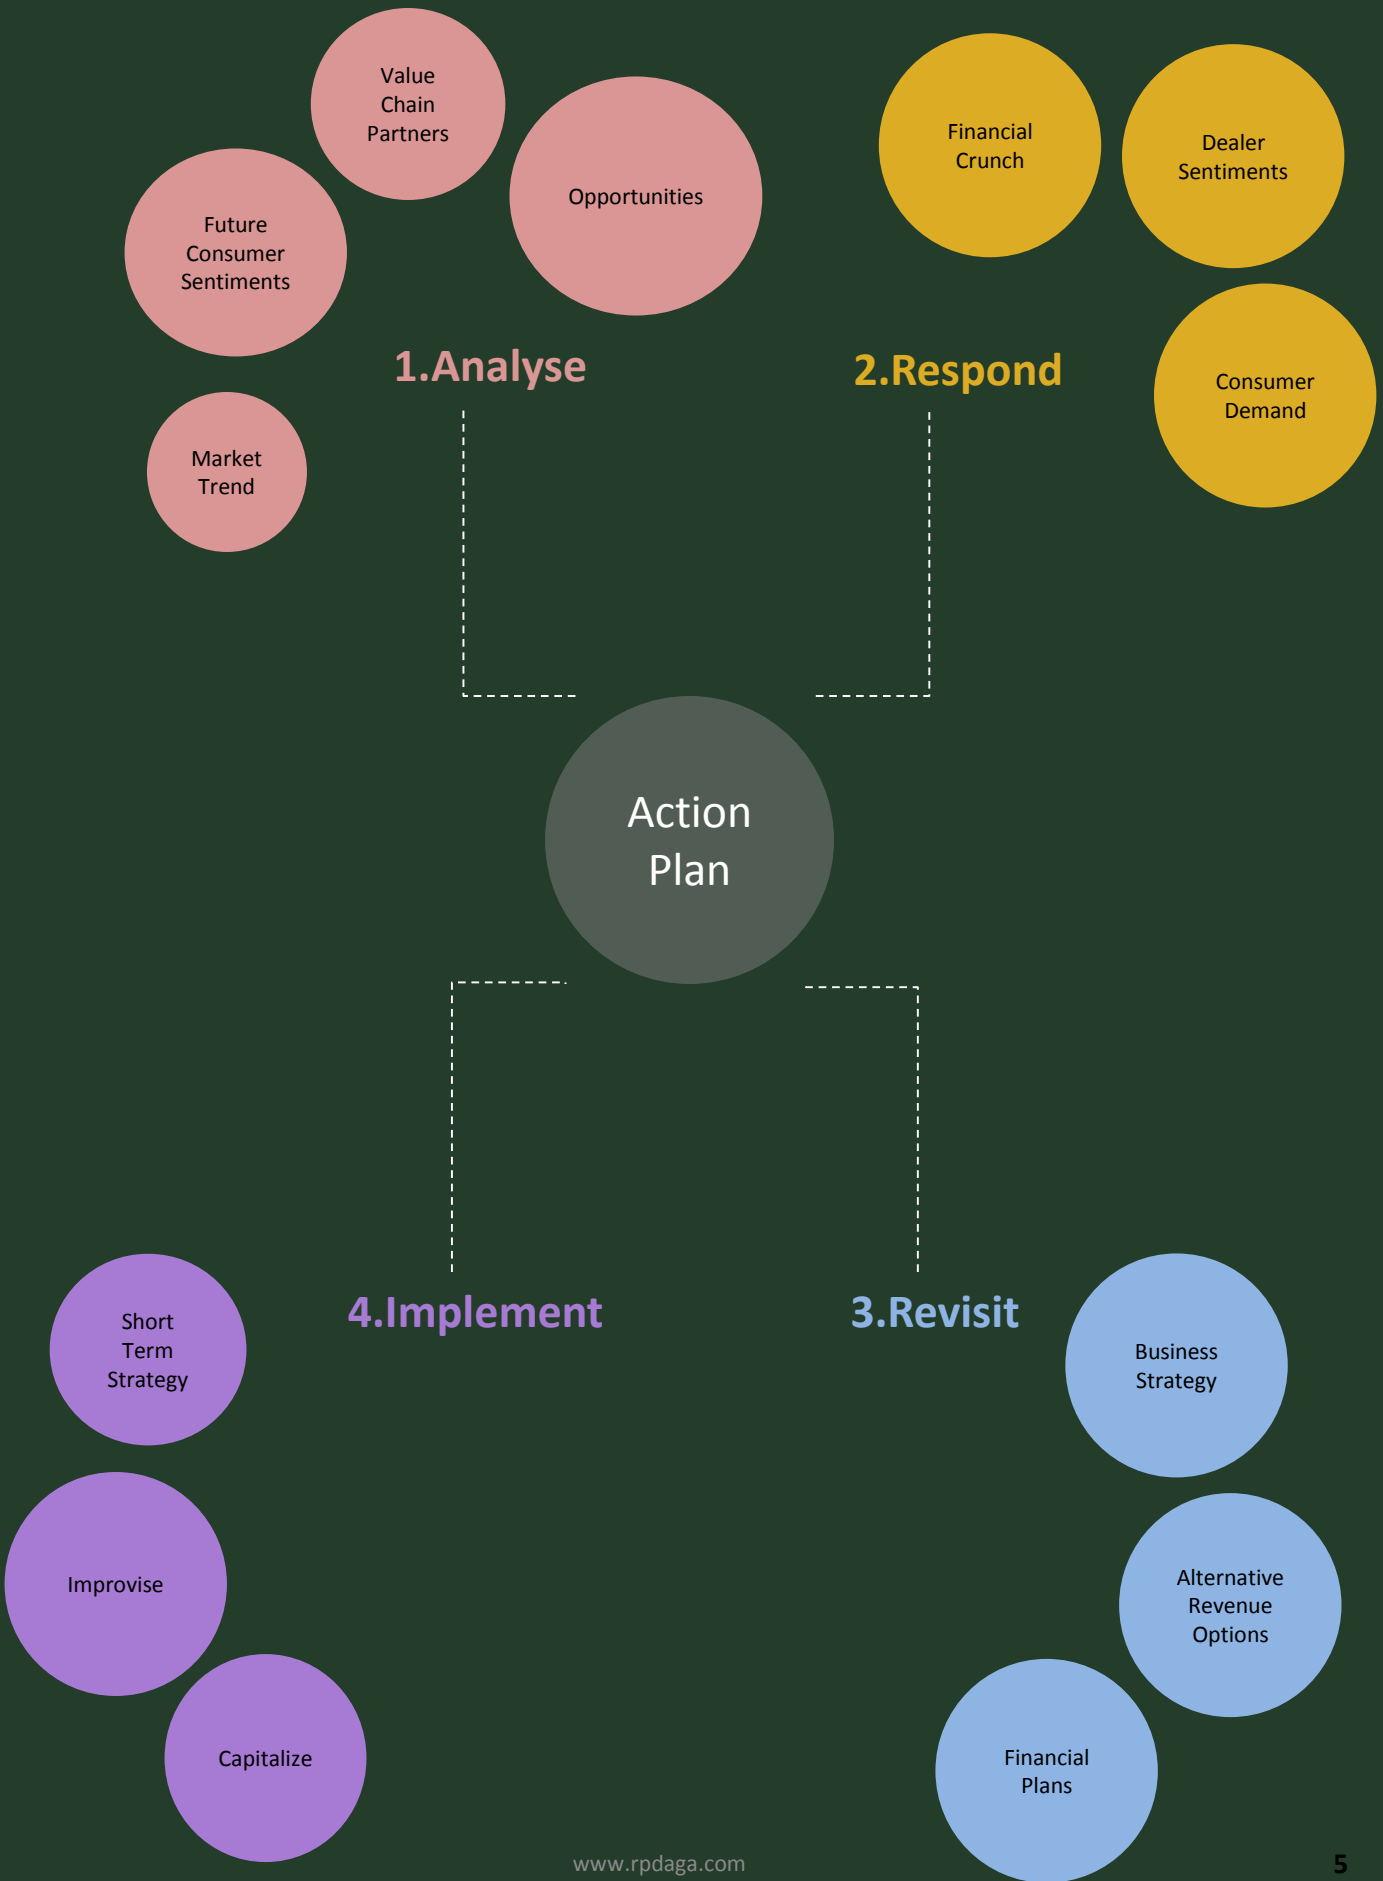 Value
Chain
Partners
Opportunities
Future
Consumer
Sentiments
Market
Trend
1.Analyse
Financial
Crunch
Dealer
Sentiments
Consumer
Demand
2.Respond
Action
Plan
4.Implement
Short
Term
Strategy
Improvise
Capitalize
3.Revisit
Business
Strategy
Alternative
Revenue
Options
Financial
Plans
www.rpdaga.com
5